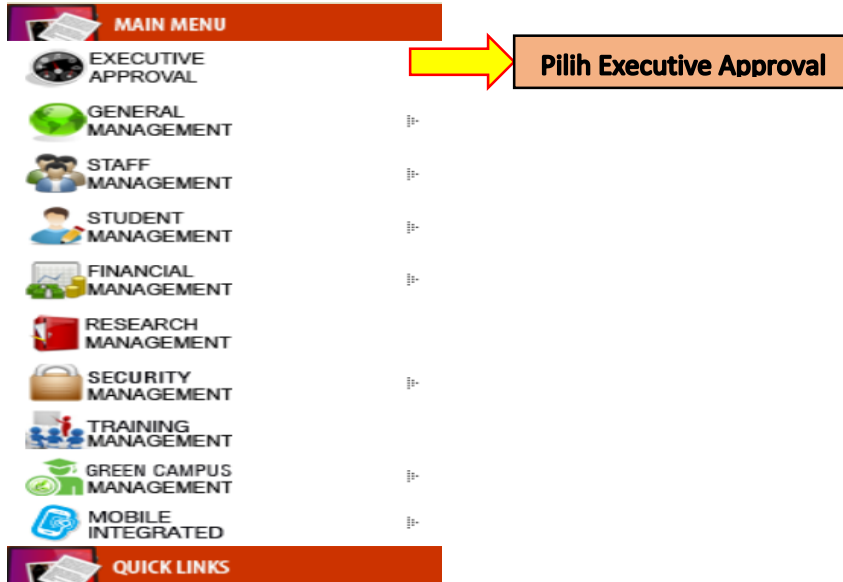 MAIN MENU
EXECUTIVE
APPROVAL
Pilih Executive Approval
GENERAL
MANAGEMENT
STAFF
MANAGEMENT
STUDENT
MANAGEMENT
FINANCIAL
MANAGEMENT
RESEARCH
MANAGEMENT
SECURITY
MANAGEMENT
TRAINING
MANAGEMENT
GREEN CAMPUS
MANAGEMENT
MOBILE
INTEGRATED
QUICK LINKS